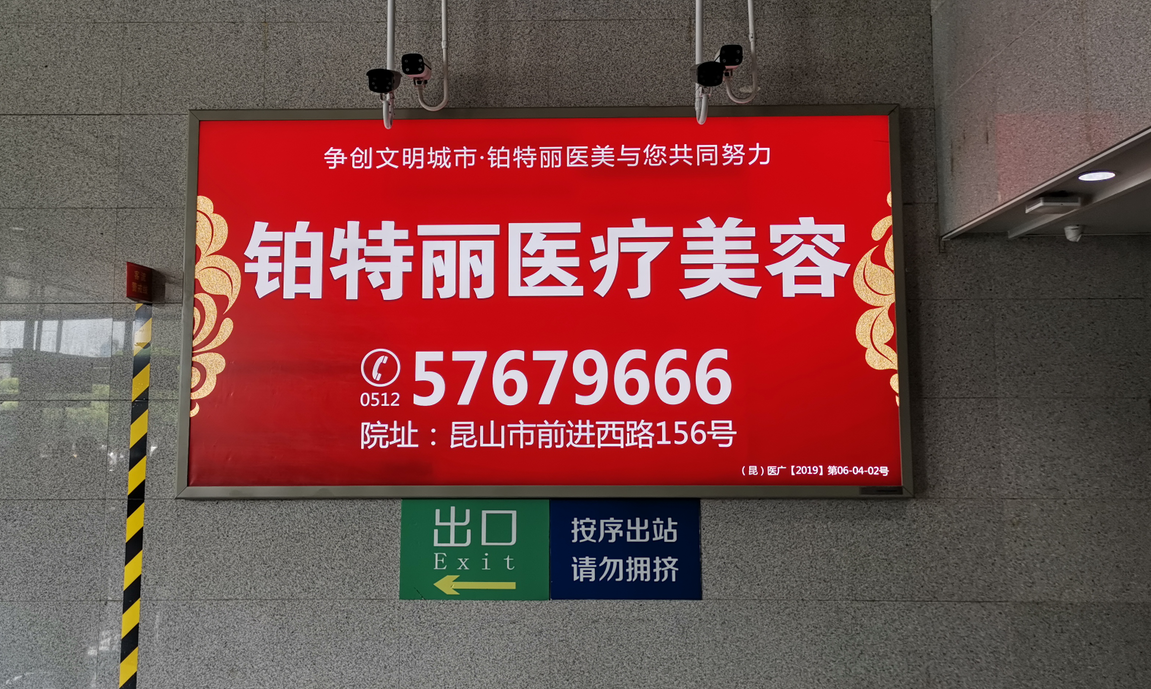 争创文明城市·铂特丽医美与您共同努力
铂特丽医疗美容
0512 57679666
院址：昆山市前进西路156号
（昆）医广【2019】第06-04-02号
出口
Exit
按序出站
请勿拥挤